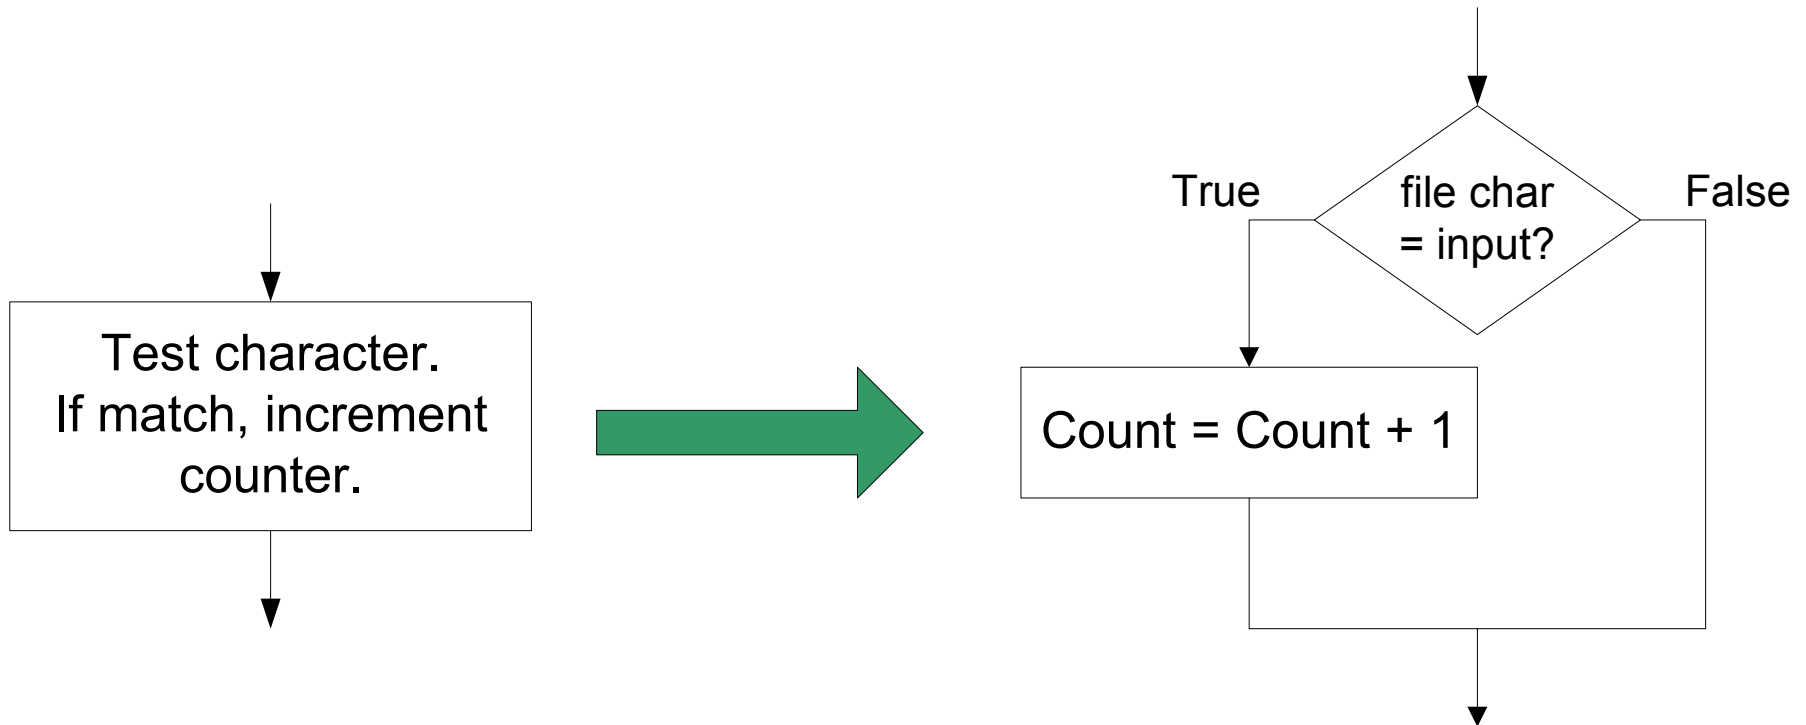 Test character.
If match, increment
counter.
True
file char
= input?
False
Count = Count + 1